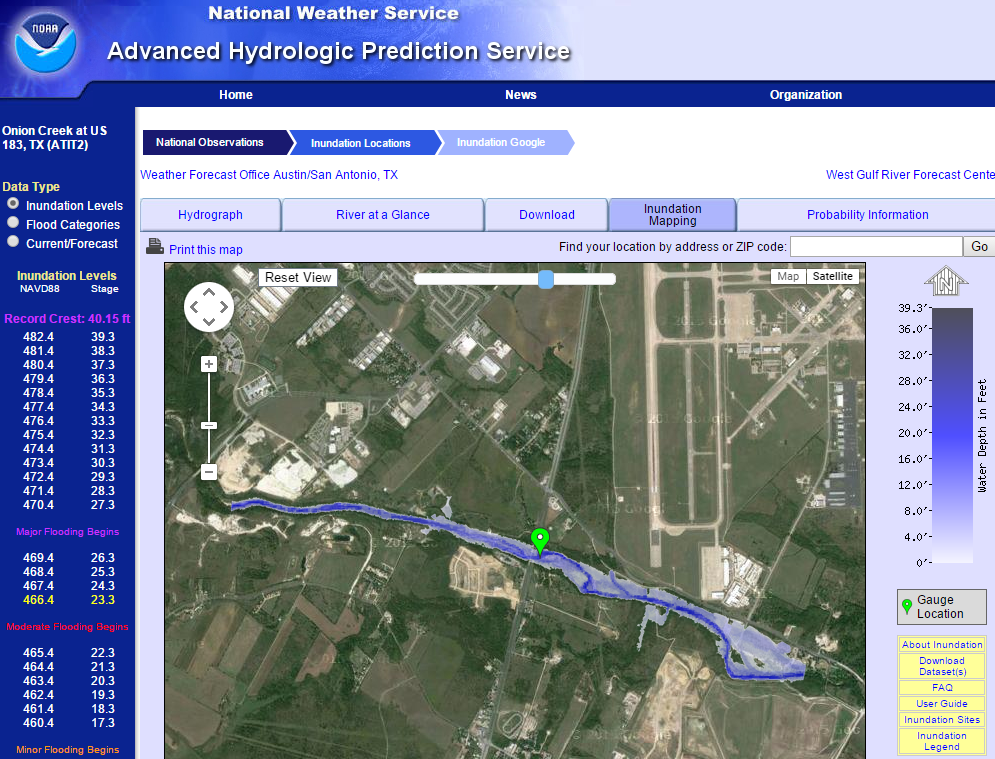 National Weather Service
NOAA
Advanced Hydrologic Prediction Service
Home News Organization
Onion Creek at US
183, TX (ATIT2)
Data Type
Inundation Levels
Flood Categories
Current/Forecast
Inundation Levels
NAVD88 Stage
Record Crest: 40.15 ft
482.4 39.3
481.4 38.3
480.4 37.3
479.4 36.3
478.4 35.3
477.4 34.3
476.4 33.3
475.4 32.3
474.4 31.3
473.4 30.3
472.4 29.3
471.4 28.3
470.4 27.3
Major Flooding Begins
469.4 26.3
468.4 25.3
467.4 24.3
466.4 23.3
Moderate Flooding Begins
465.4 22.3
464.4 21.3
463.4 20.3
462.4 19.3
461.4 18.3
460.4 17.3
Minor Flooding Begins
National Observations Inundation Locations Inundation Google
Weather Forecast Office Austin/San Antonio, TX West Gulf River Forecast Cente
Hydrograph River at a Glance Download Inundation
Mapping
Probability Information
Print this map Find your location by address or ZIP code: Go
Reset View Map Satellite
N
39.3'
36.0'
32.0'
28.0'
24.0'
20.0'
16.0'
12.0'
8.0'
4.0'
0'
Water Depth in Feet
Gauge
Location
About Inundation
Download
Dataset(s)
FAQ
User Guide
Inundation Sites
Inundation
Legend